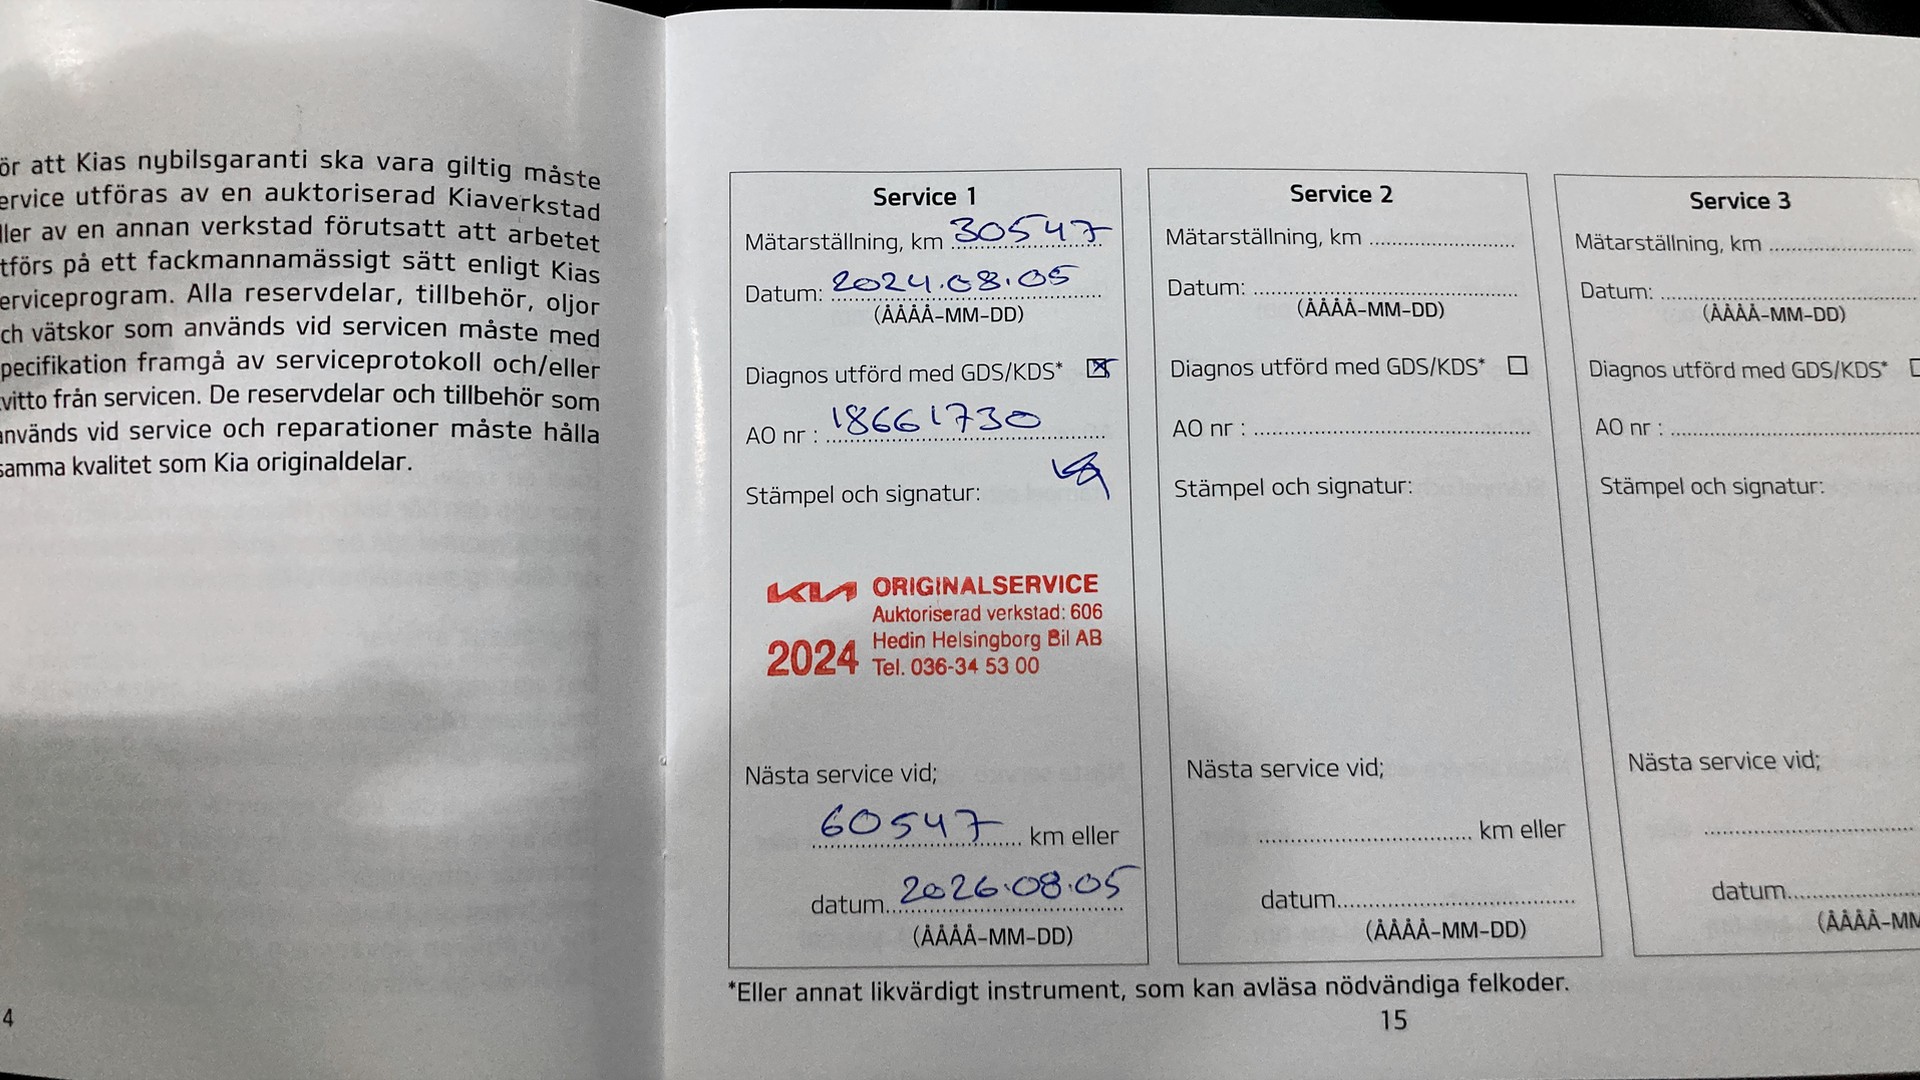 ör att Kias nybilsgaranti ska vara giltig måste
ervice utföras av en auktoriserad Kiaverkstad
ller av en annan verkstad förutsatt att arbetet
tförs på ett fackmannamässigt sätt enligt Kias
erviceprogram. Alla reservdelar, tillbehör, oljor
ch vätskor som används vid servicen måste med
pecifikation framgå av serviceprotokoll och/eller
vitto från servicen. De reservdelar och tillbehör som
används vid service och reparationer måste hålla
samma kvalitet som Kia originaldelar.
4
Service 1
Mätarställning, km 30547
Datum: 2024.08.05
(ÅÅÅÅ-MM-DD)
Diagnos utförd med GDS/KDS*
AO nr : 18661730
Stämpel och signatur:
KIA ORIGINALSERVICE
Auktoriserad verkstad: 606
Hedin Helsingborg Bil AB
2024 Tel. 036-34 53 00
Nästa service vid;
60547 km eller
datum 2026.08.05
(ÅÅÅÅ-MM-DD)
Service 2
Mätarställning, km
Datum:
(ÅÅÅÅ-MM-DD)
Diagnos utförd med GDS/KDS*
AO nr :
Stämpel och signatur:
Nästa service vid;
km eller
datum
(ÅÅÅÅ-MM-DD)
Service 3
Mätarställning, km
Datum:
(ÅÅÅÅ-MM-DD)
Diagnos utförd med GDS/KDS*
AO nr :
Stämpel och signatur:
Nästa service vid;
datum
(ÅÅÅÅ-MM
*Eller annat likvärdigt instrument, som kan avläsa nödvändiga felkoder.
15